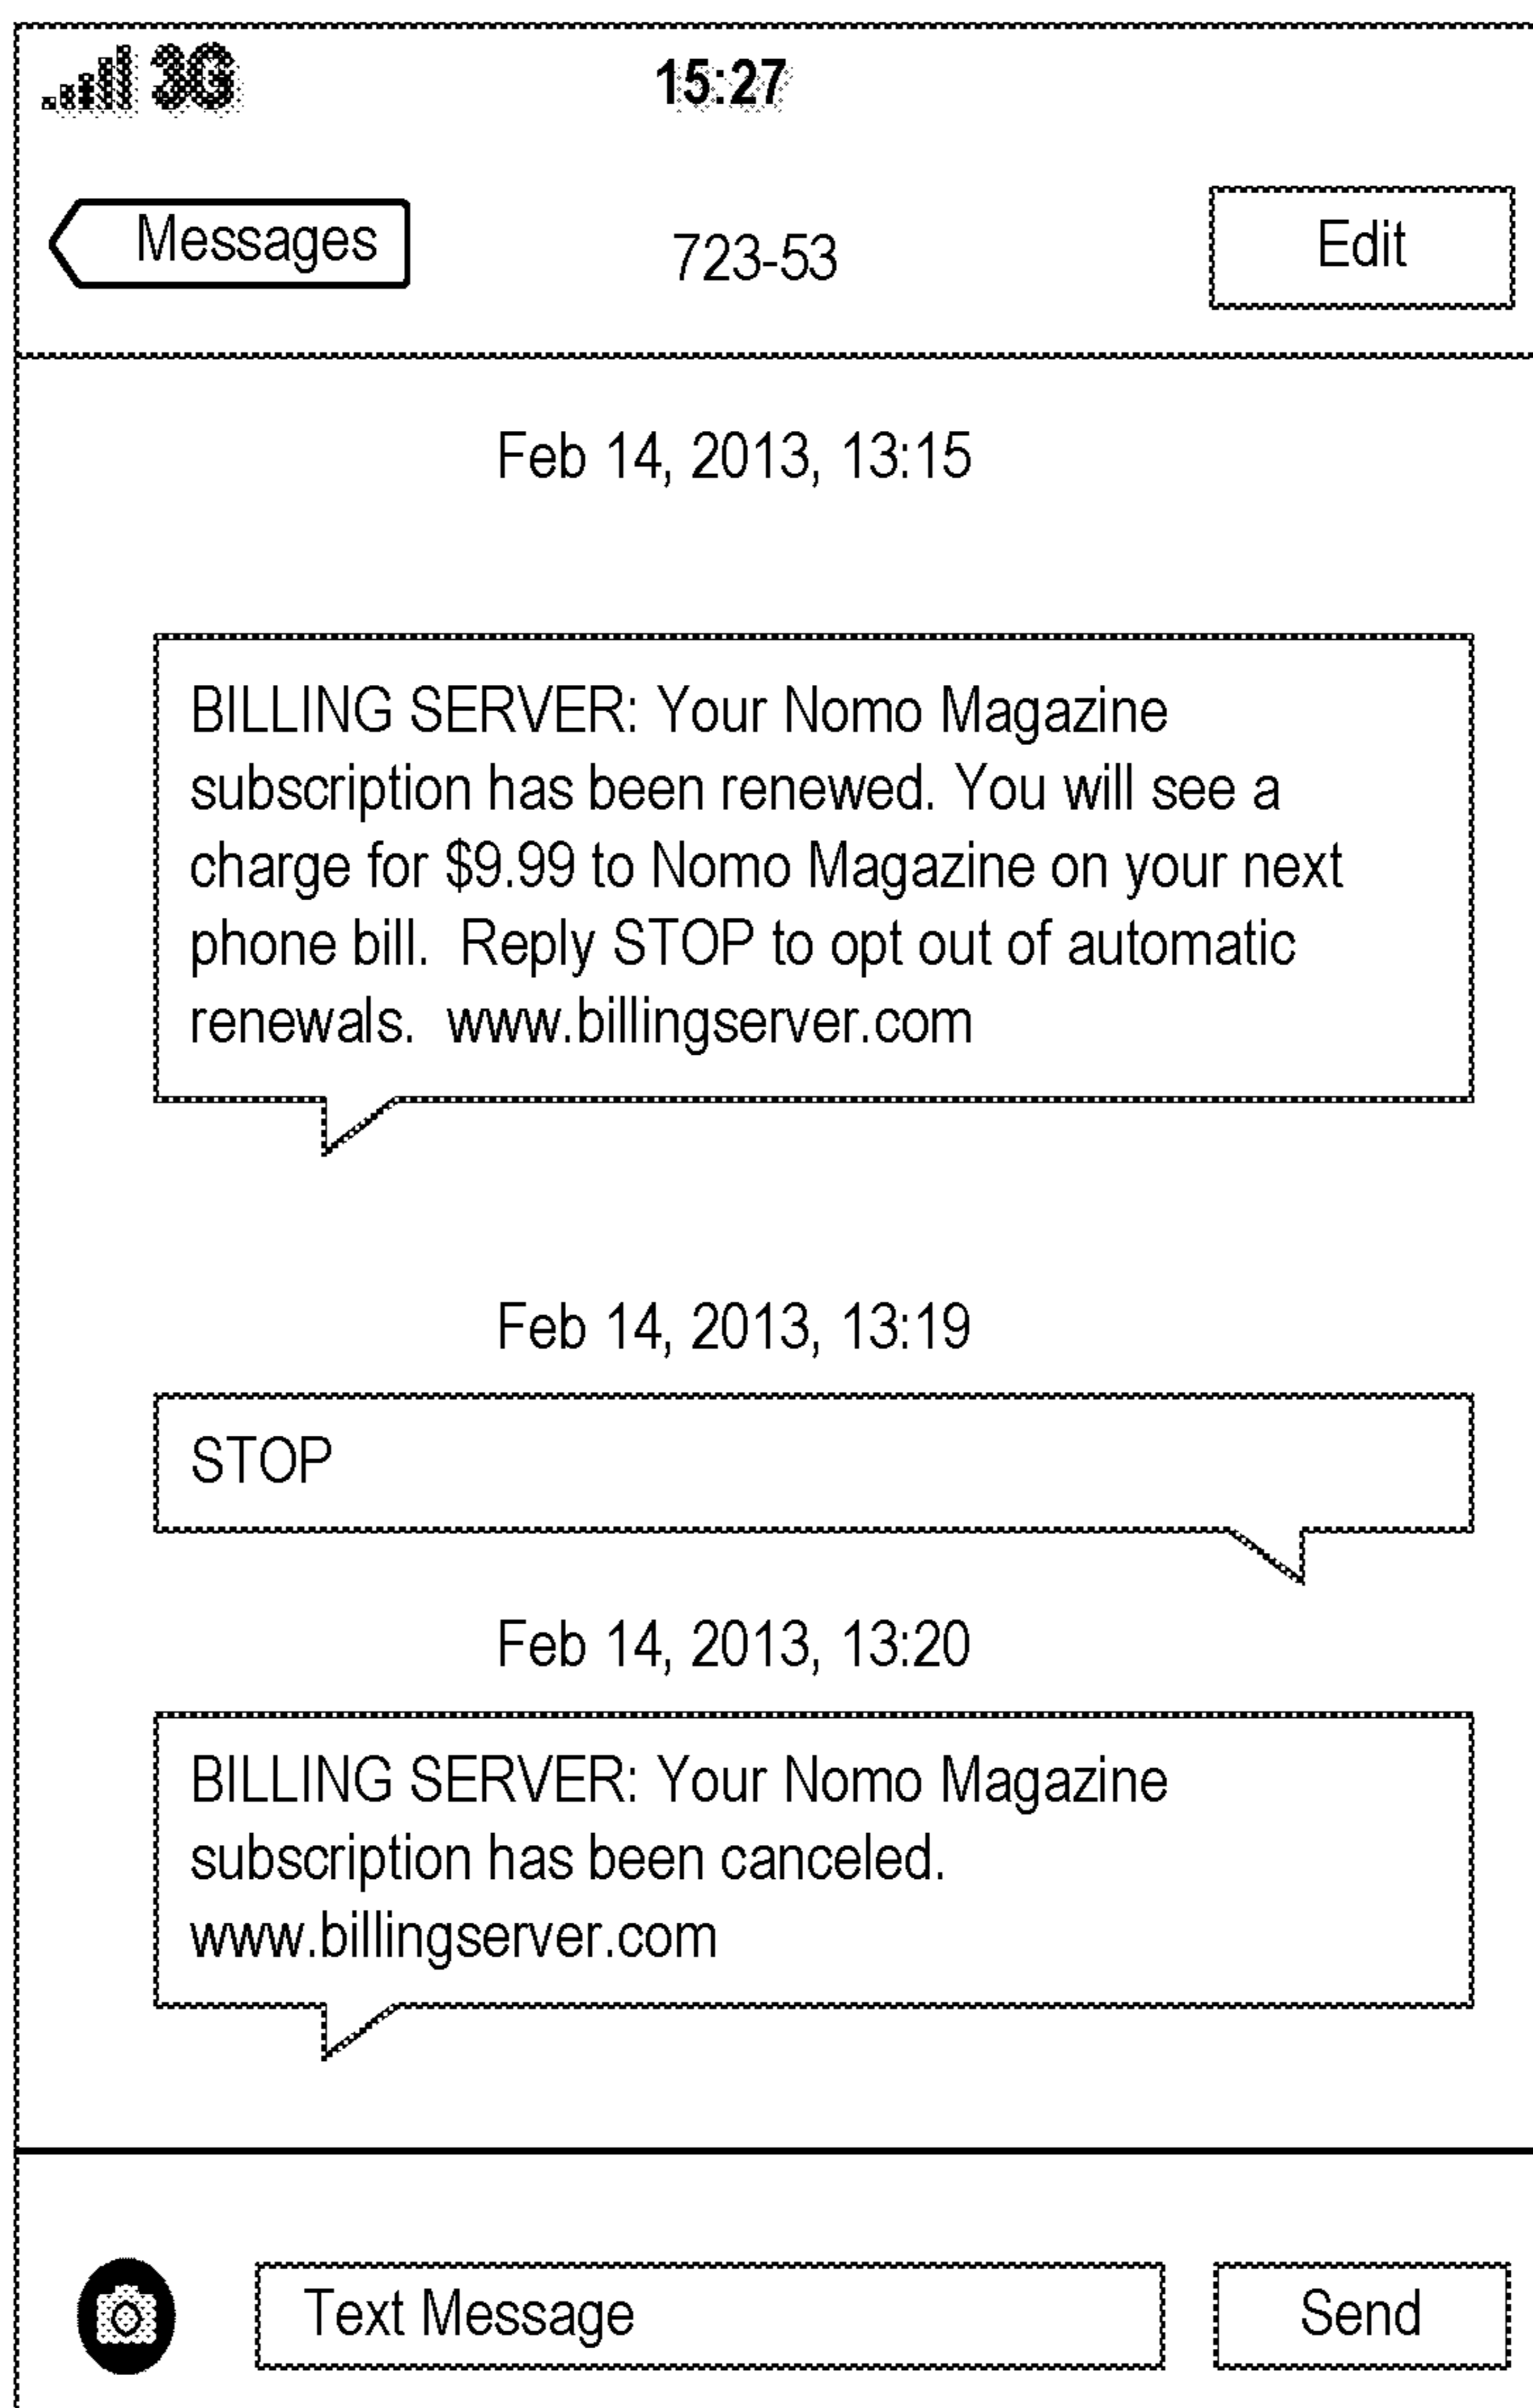 3G
15:27
Messages
723-53
Edit
Feb 14, 2013, 13:15
BILLING SERVER: Your Nomo Magazine
subscription has been renewed. You will see a
charge for $9.99 to Nomo Magazine on your next
phone bill.  Reply STOP to opt out of automatic
renewals.  www.billingserver.com
Feb 14, 2013, 13:19
STOP
Feb 14, 2013, 13:20
BILLING SERVER: Your Nomo Magazine
subscription has been canceled.
www.billingserver.com
Text Message
Send